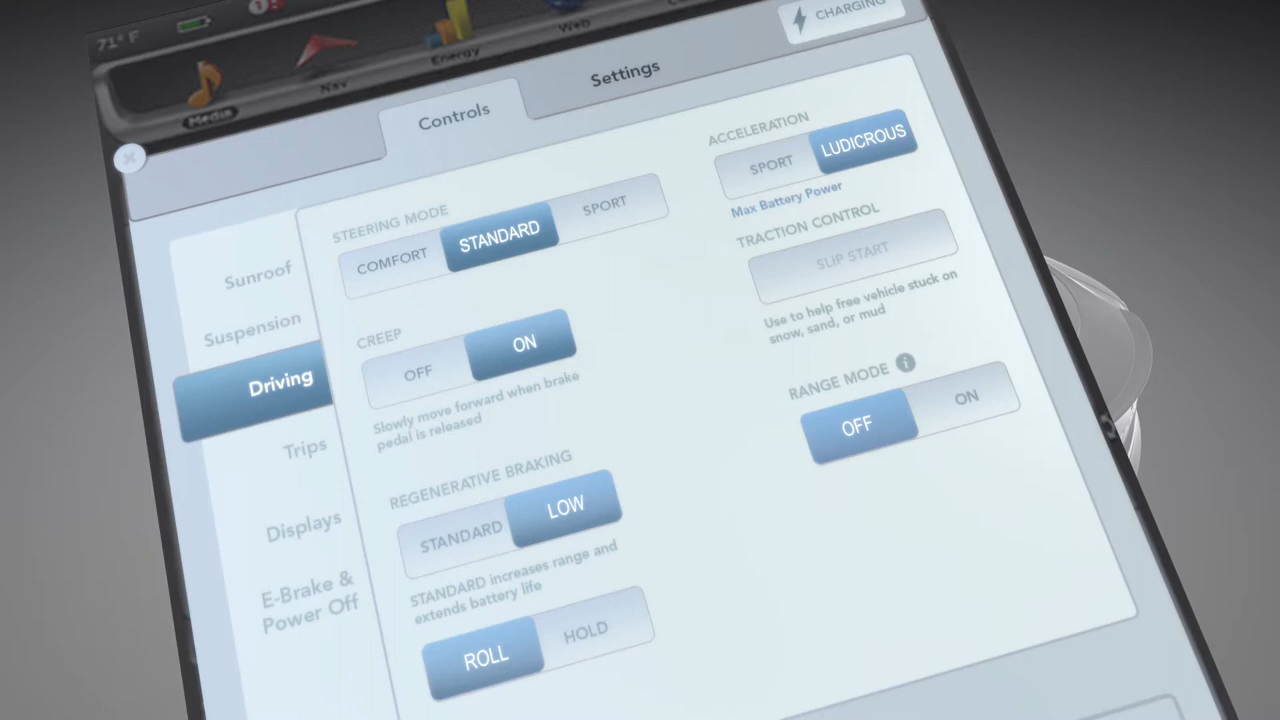 71° F
Media
Nav
Energy
Web
CHARGING
Controls
Settings
Sunroof
Suspension
Driving
Trips
Displays
E-Brake &
Power Off
STEERING MODE
COMFORT
STANDARD
SPORT
CREEP
OFF
ON
Slowly move forward when brake
pedal is released
REGENERATIVE BRAKING
STANDARD
LOW
STANDARD increases range and
extends battery life
ROLL
HOLD
ACCELERATION
SPORT
LUDICROUS
Max Battery Power
TRACTION CONTROL
SLIP START
Use to help free vehicle stuck on
snow, sand, or mud
RANGE MODE
OFF
ON